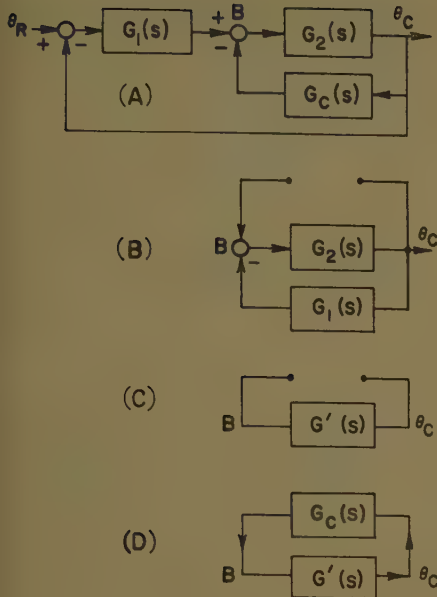 θR + - G₁(s) + B - G₂(s) θC
GC(s)
(A)
(B) B - G₂(s) θC
G₁(s)
(C) B G'(s) θC
GC(s)
(D) B G'(s) θC